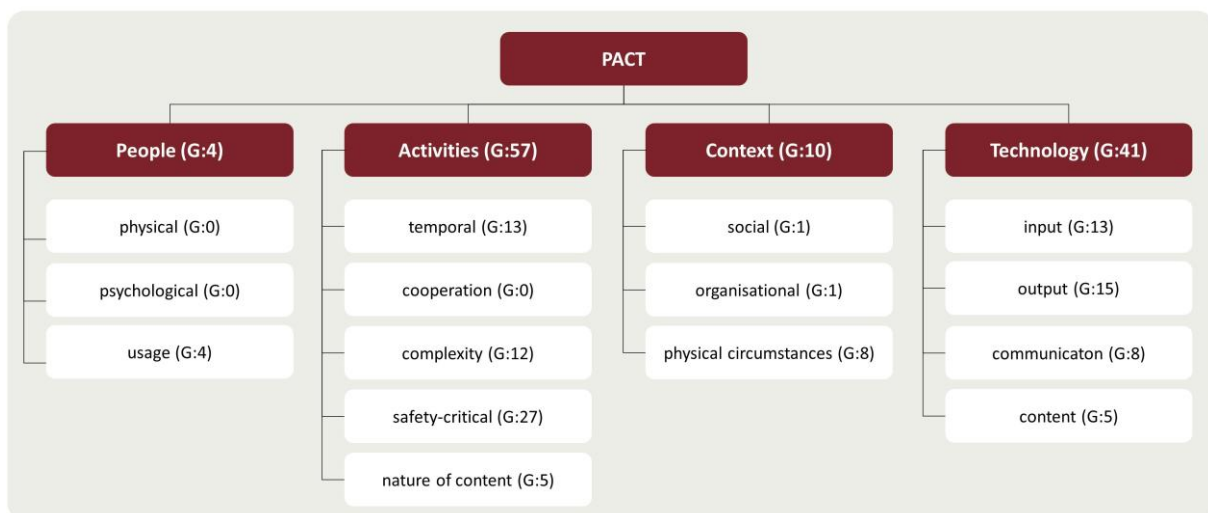 PACT
People (G:4)
physical (G:0)
psychological (G:0)
usage (G:4)
Activities (G:57)
temporal (G:13)
cooperation (G:0)
complexity (G:12)
safety-critical (G:27)
nature of content (G:5)
Context (G:10)
social (G:1)
organisational (G:1)
physical circumstances (G:8)
Technology (G:41)
input (G:13)
output (G:15)
communicaton (G:8)
content (G:5)